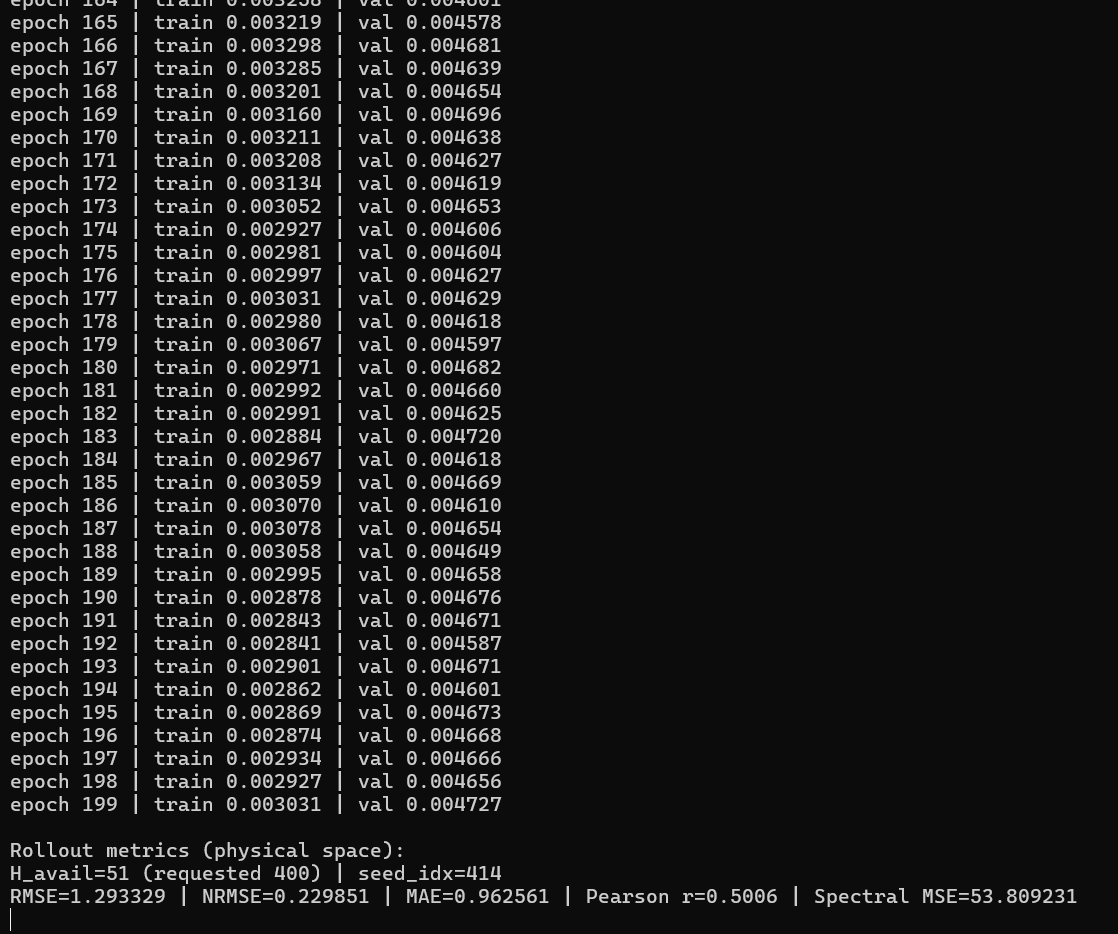 epoch 164 | train 0.003258 | val 0.004601
epoch 165 | train 0.003219 | val 0.004578
epoch 166 | train 0.003298 | val 0.004681
epoch 167 | train 0.003285 | val 0.004639
epoch 168 | train 0.003201 | val 0.004654
epoch 169 | train 0.003160 | val 0.004696
epoch 170 | train 0.003211 | val 0.004638
epoch 171 | train 0.003208 | val 0.004627
epoch 172 | train 0.003134 | val 0.004619
epoch 173 | train 0.003052 | val 0.004653
epoch 174 | train 0.002927 | val 0.004606
epoch 175 | train 0.002981 | val 0.004604
epoch 176 | train 0.002997 | val 0.004627
epoch 177 | train 0.003031 | val 0.004629
epoch 178 | train 0.002980 | val 0.004618
epoch 179 | train 0.003067 | val 0.004597
epoch 180 | train 0.002971 | val 0.004682
epoch 181 | train 0.002992 | val 0.004660
epoch 182 | train 0.002991 | val 0.004625
epoch 183 | train 0.002884 | val 0.004720
epoch 184 | train 0.002967 | val 0.004618
epoch 185 | train 0.003059 | val 0.004669
epoch 186 | train 0.003070 | val 0.004610
epoch 187 | train 0.003078 | val 0.004654
epoch 188 | train 0.003058 | val 0.004649
epoch 189 | train 0.002995 | val 0.004658
epoch 190 | train 0.002878 | val 0.004676
epoch 191 | train 0.002843 | val 0.004671
epoch 192 | train 0.002841 | val 0.004587
epoch 193 | train 0.002901 | val 0.004671
epoch 194 | train 0.002862 | val 0.004601
epoch 195 | train 0.002869 | val 0.004673
epoch 196 | train 0.002874 | val 0.004668
epoch 197 | train 0.002934 | val 0.004666
epoch 198 | train 0.002927 | val 0.004656
epoch 199 | train 0.003031 | val 0.004727
Rollout metrics (physical space):
H_avail=51 (requested 400) | seed_idx=414
RMSE=1.293329 | NRMSE=0.229851 | MAE=0.962561 | Pearson r=0.5006 | Spectral MSE=53.809231